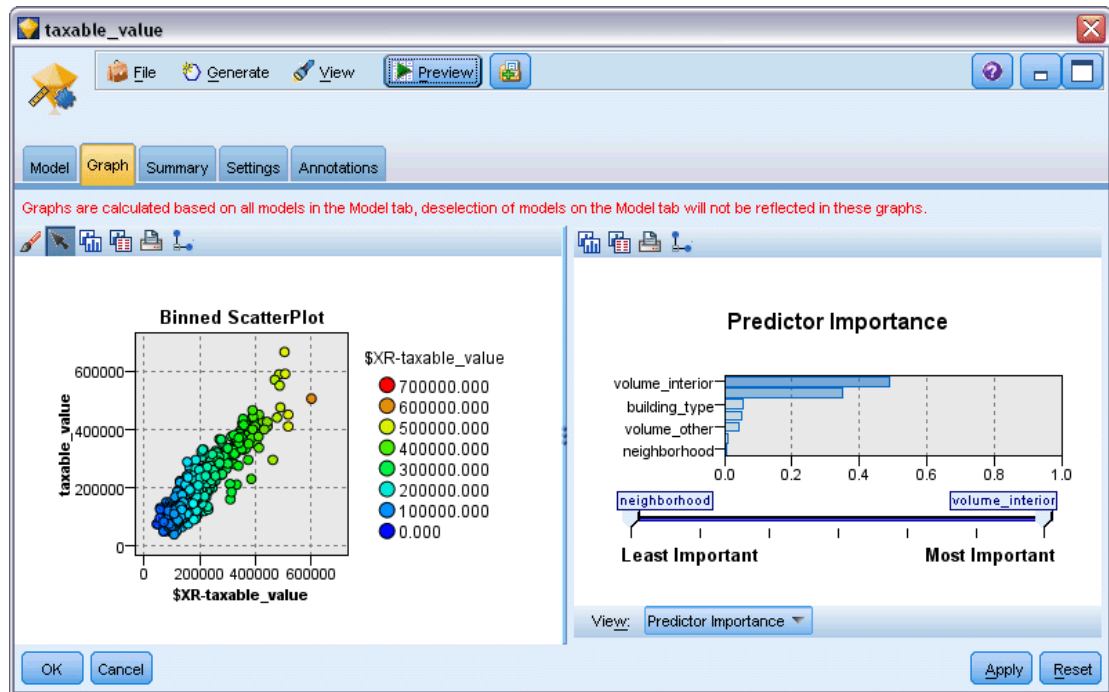 taxable_value
File Generate View Preview
Model Graph Summary Settings Annotations
Graphs are calculated based on all models in the Model tab, deselection of models on the Model tab will not be reflected in these graphs.
Binned ScatterPlot
taxable_value
600000
400000
200000
0
0 200000 400000 600000
$XR-taxable_value
$XR-taxable_value
700000.000
600000.000
500000.000
400000.000
300000.000
200000.000
100000.000
0.000
Predictor Importance
volume_interior
building_type
volume_other
neighborhood
0.0 0.2 0.4 0.6 0.8 1.0
neighborhood volume_interior
Least Important Most Important
View: Predictor Importance
OK Cancel Apply Reset